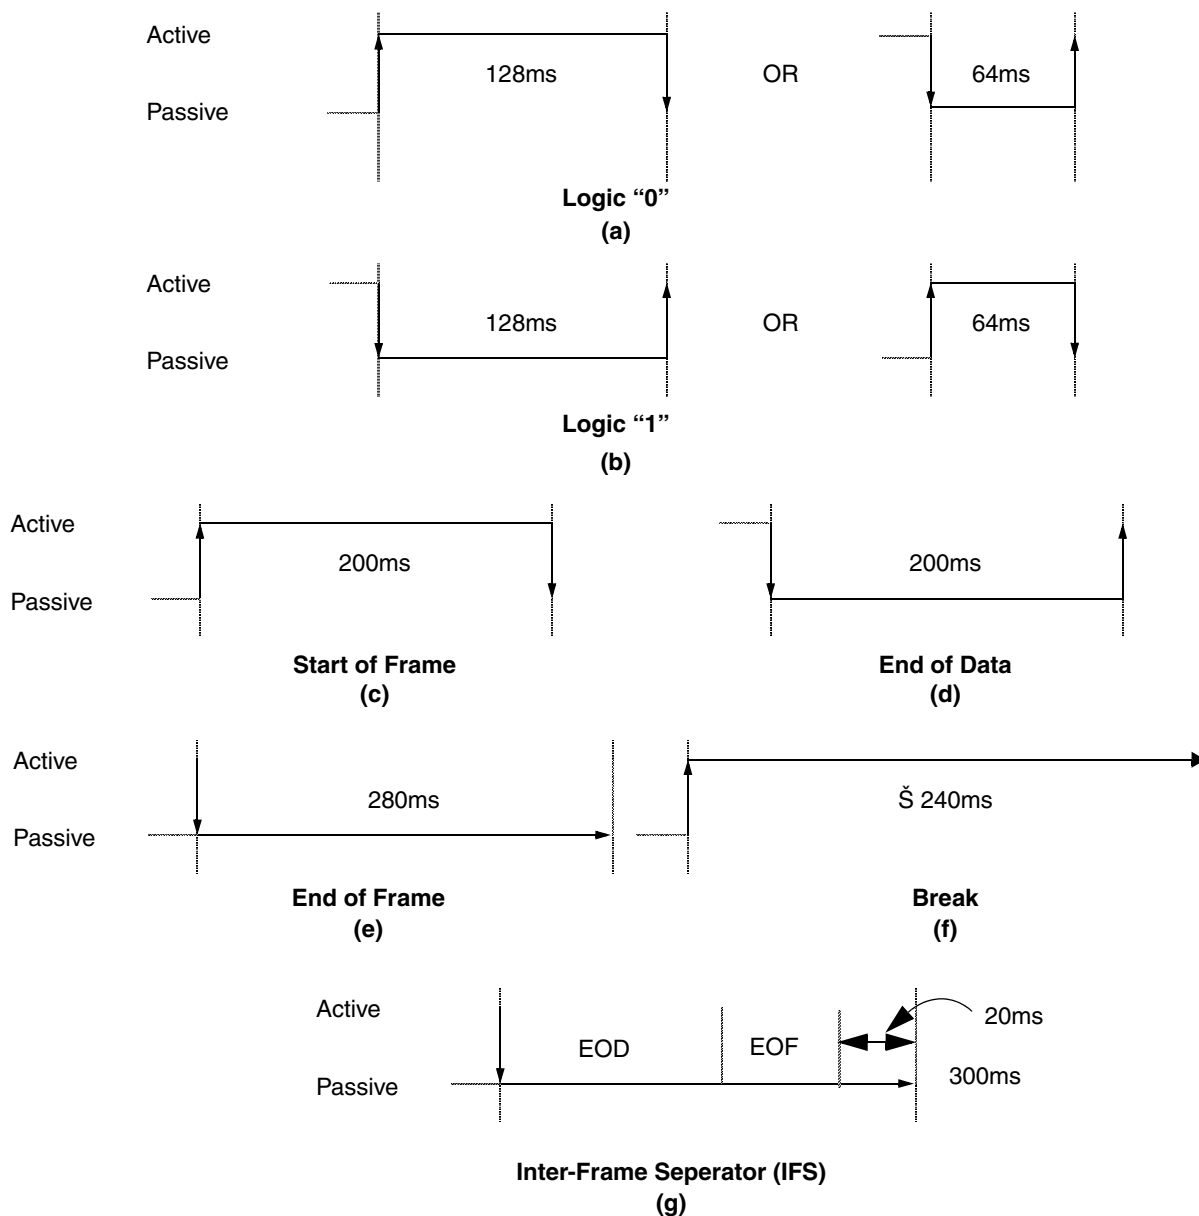 Active
128ms OR 64ms
Passive
Logic “0”
(a)
Active
128ms OR 64ms
Passive
Logic “1”
(b)
Active
200ms 200ms
Passive
Start of Frame End of Data
(c) (d)
Active
280ms Š 240ms
Passive
End of Frame Break
(e) (f)
Active 20ms
EOD EOF
Passive 300ms
Inter-Frame Seperator (IFS)
(g)